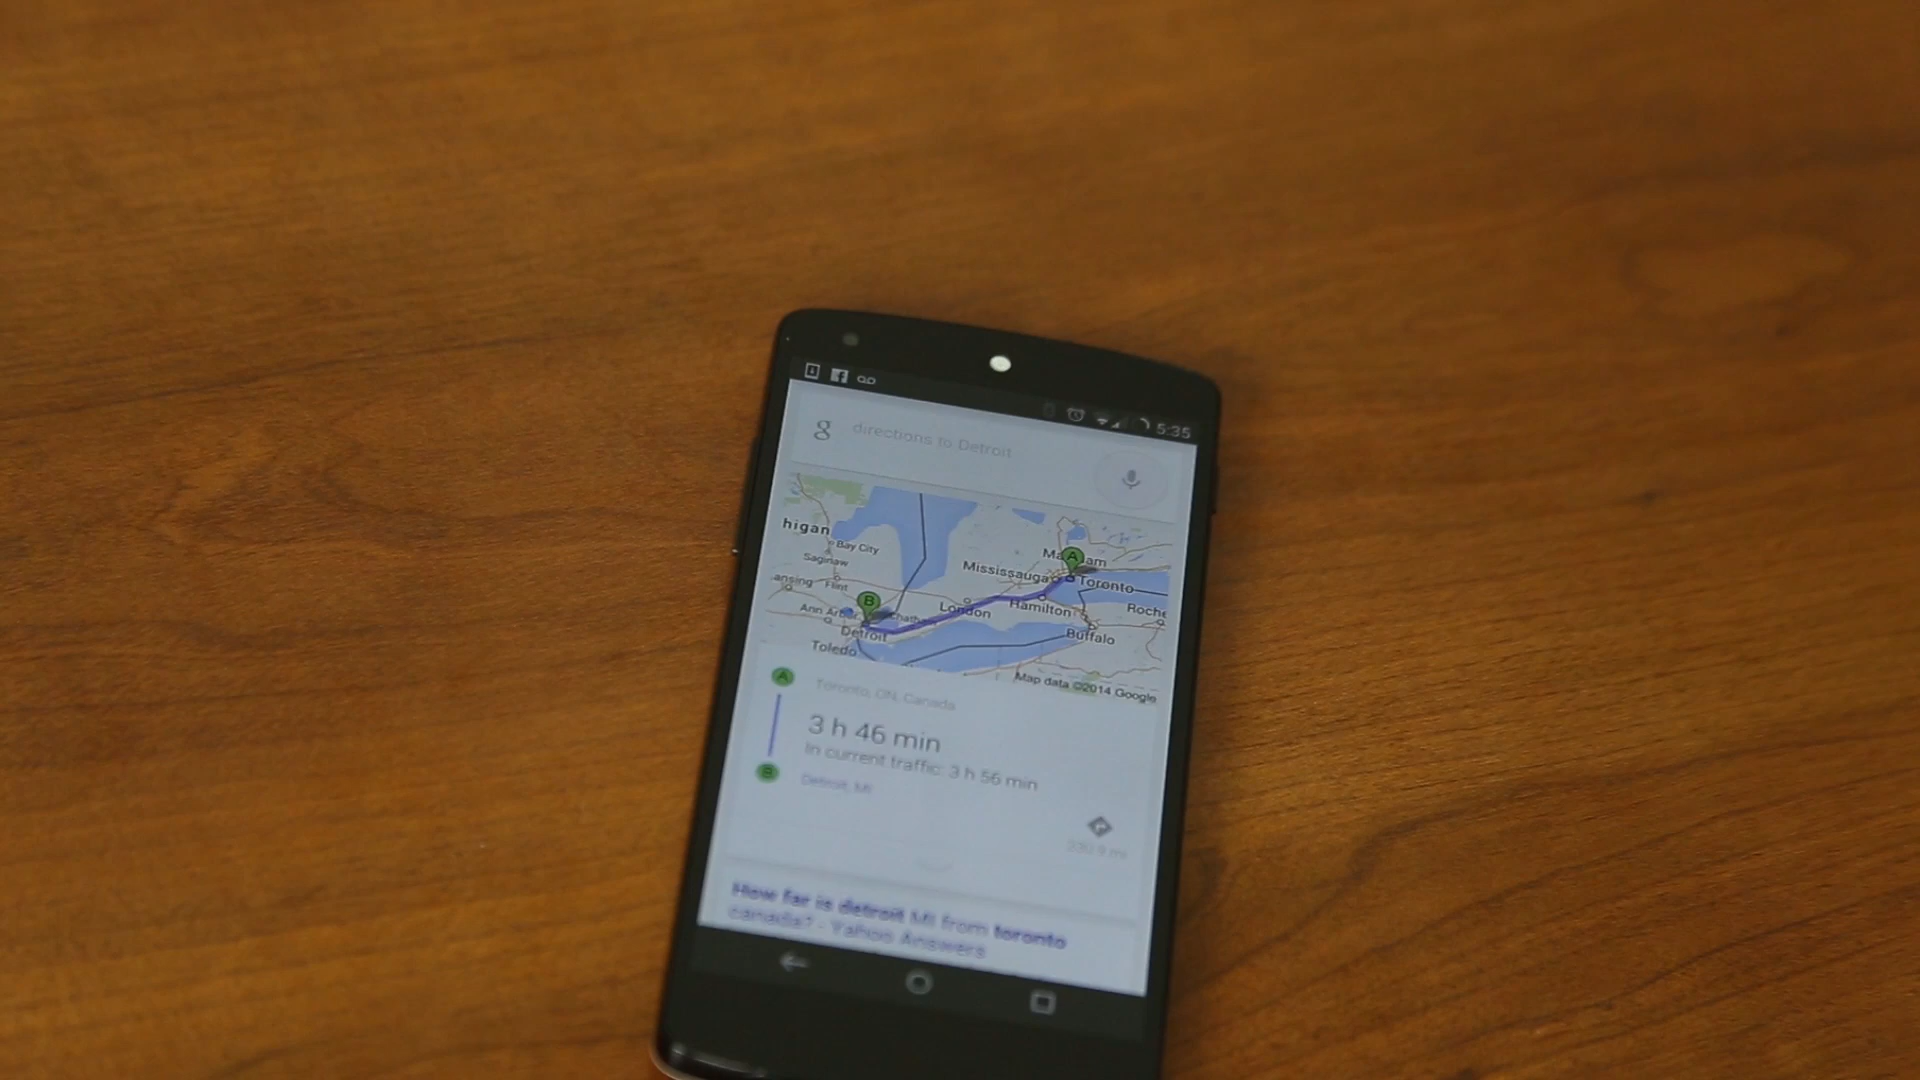 5:35
g directions to Detroit
higan
Bay City
Saginaw
Flint
ansing
Ann Arbor
B
Detroit
Chatham
Toledo
London
Mississauga
A
Toronto
Hamilton
Buffalo
Roche
Map data ©2014 Google
A Toronto, ON, Canada
3 h 46 min
In current traffic: 3 h 56 min
B Detroit, MI
How far is detroit MI from toronto
canada? - Yahoo Answers